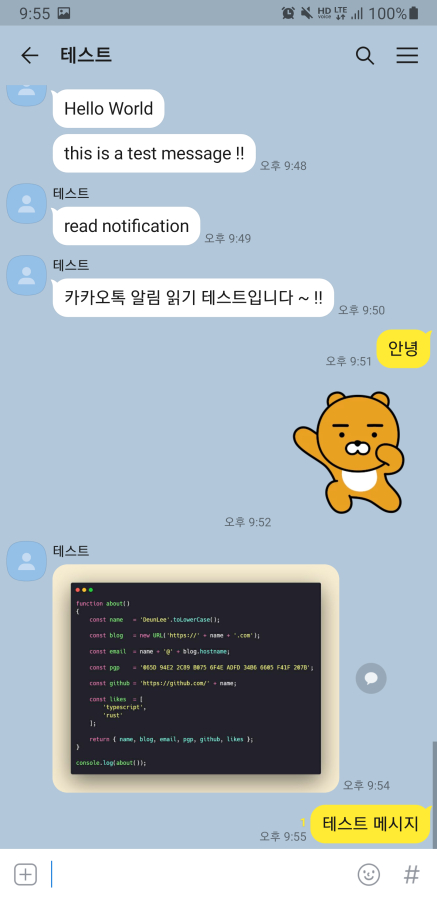 9:55 HD voice LTE 100%
테스트
Hello World
this is a test message !!
오후 9:48
테스트
read notification
오후 9:49
테스트
카카오톡 알림 읽기 테스트입니다 ~ !!
오후 9:50
안녕
오후 9:51
오후 9:52
테스트
function about()
{
const name = 'DeunLee'.toLowerCase();
const blog = new URL('https://' + name + '.com');
const email = name + '@' + blog.hostname;
const pgp = '065D 94E2 2C89 B075 6F4E ADFD 34B6 6605 F41F 207B';
const github = 'https://github.com/' + name;
const likes = [
'typescript',
'rust'
];
return { name, blog, email, pgp, github, likes };
}
console.log(about());
오후 9:54
테스트 메시지
1
오후 9:55
#